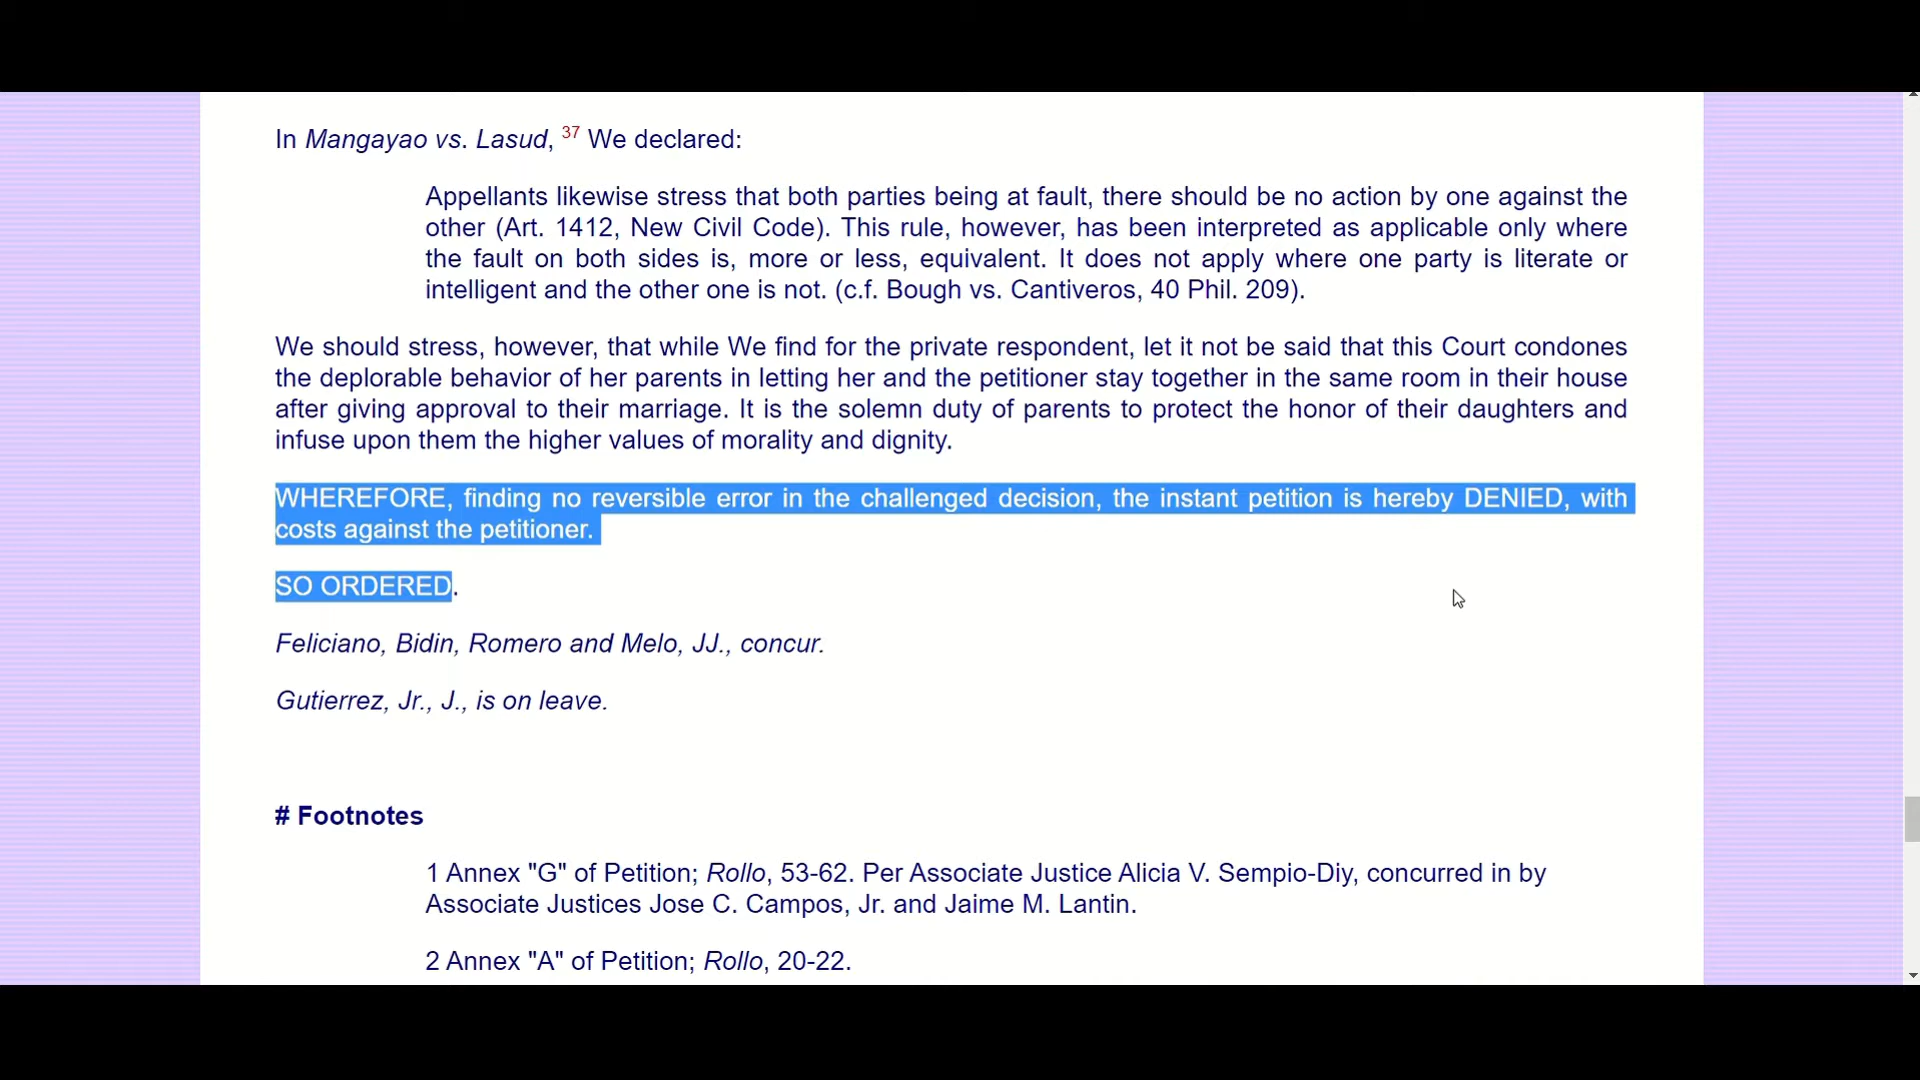 In Mangayao vs. Lasud, 37 We declared:
Appellants likewise stress that both parties being at fault, there should be no action by one against the
other (Art. 1412, New Civil Code). This rule, however, has been interpreted as applicable only where
the fault on both sides is, more or less, equivalent. It does not apply where one party is literate or
intelligent and the other one is not. (c.f. Bough vs. Cantiveros, 40 Phil. 209).
We should stress, however, that while We find for the private respondent, let it not be said that this Court condones
the deplorable behavior of her parents in letting her and the petitioner stay together in the same room in their house
after giving approval to their marriage. It is the solemn duty of parents to protect the honor of their daughters and
infuse upon them the higher values of morality and dignity.
WHEREFORE, finding no reversible error in the challenged decision, the instant petition is hereby DENIED, with
costs against the petitioner.
SO ORDERED.
Feliciano, Bidin, Romero and Melo, JJ., concur.
Gutierrez, Jr., J., is on leave.
# Footnotes
1 Annex "G" of Petition; Rollo, 53-62. Per Associate Justice Alicia V. Sempio-Diy, concurred in by
Associate Justices Jose C. Campos, Jr. and Jaime M. Lantin.
2 Annex "A" of Petition; Rollo, 20-22.